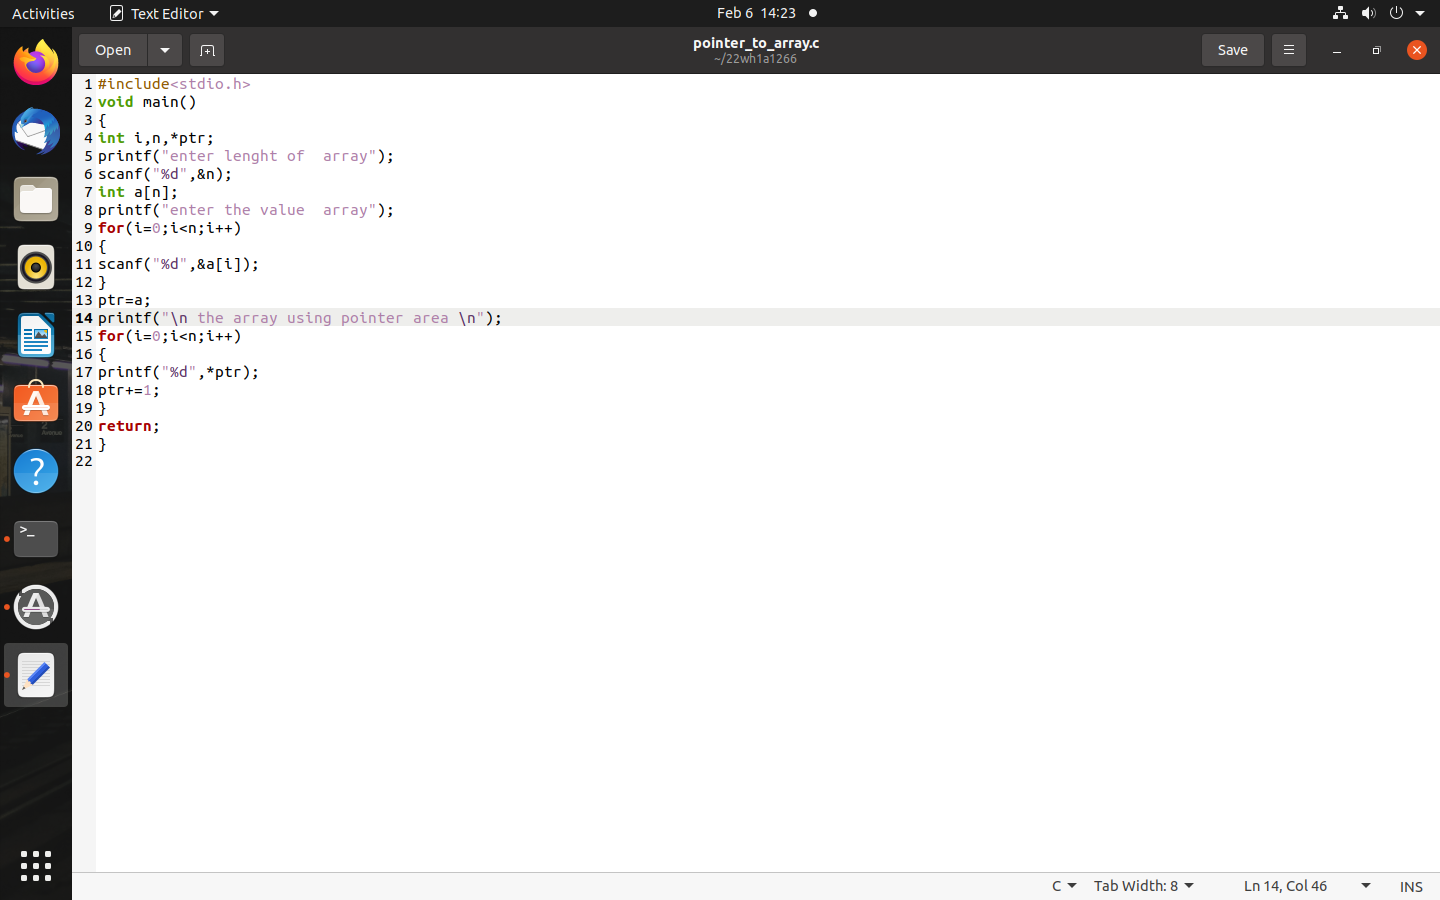 Activities Text Editor Feb 6 14:23
Open pointer_to_array.c Save
~/22wh1a1266
1 #include<stdio.h>
2 void main()
3 {
4 int i,n,*ptr;
5 printf("enter lenght of  array");
6 scanf("%d",&n);
7 int a[n];
8 printf("enter the value  array");
9 for(i=0;i<n;i++)
10 {
11 scanf("%d",&a[i]);
12 }
13 ptr=a;
14 printf("\n the array using pointer area \n");
15 for(i=0;i<n;i++)
16 {
17 printf("%d",*ptr);
18 ptr+=1;
19 }
20 return;
21 }
22
C Tab Width: 8 Ln 14, Col 46 INS